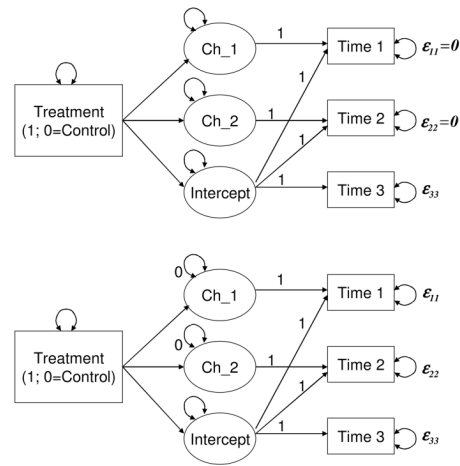 Ch_1
1
Time 1
ε11=0
Treatment
(1; 0=Control)
1
Ch_2
1
Time 2
ε22=0
1
Intercept
1
Time 3
ε33
0
Ch_1
1
Time 1
ε11
1
Treatment
(1; 0=Control)
0
Ch_2
1
Time 2
ε22
1
Intercept
1
Time 3
ε33